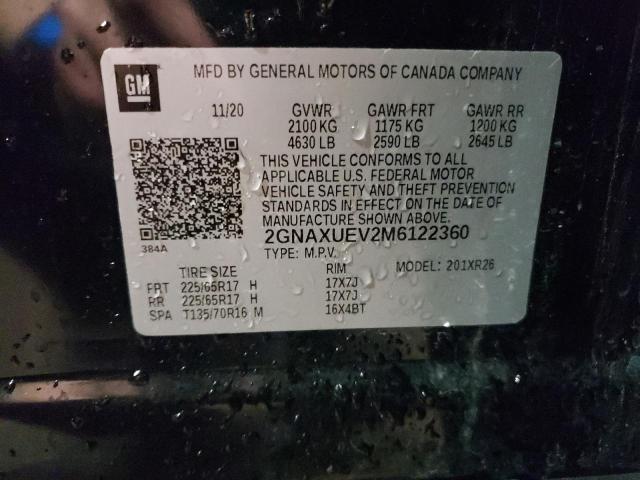 GM
MFD BY GENERAL MOTORS OF CANADA COMPANY
11/20 GVWR GAWR FRT GAWR RR
2100 KG 1175 KG 1200 KG
4630 LB 2590 LB 2645 LB
THIS VEHICLE CONFORMS TO ALL
APPLICABLE U.S. FEDERAL MOTOR
VEHICLE SAFETY AND THEFT PREVENTION
STANDARDS IN EFFECT ON THE DATE OF
MANUFACTURE SHOWN ABOVE.
2GNAXUEV2M6122360
384A
TYPE: M.P.V. MODEL: 201XR26
TIRE SIZE RIM
FRT 225/65R17 H 17X7J
RR 225/65R17 H 17X7J
SPA T135/70R16 M 16X4BT